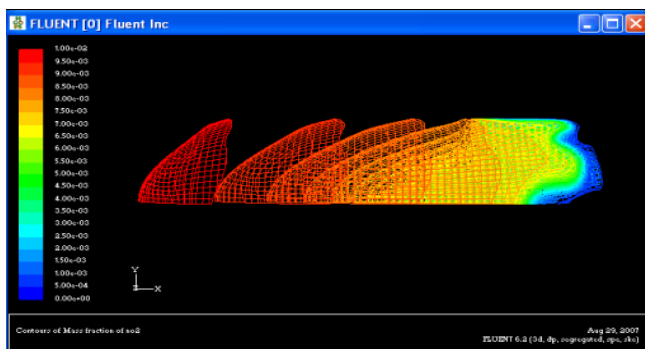 FLUENT [0] Fluent Inc
1.00e-02
9.50e-03
9.00e-03
8.50e-03
8.00e-03
7.50e-03
7.00e-03
6.50e-03
6.00e-03
5.50e-03
5.00e-03
4.50e-03
4.00e-03
3.50e-03
3.00e-03
2.50e-03
2.00e-03
1.50e-03
1.00e-03
5.00e-04
0.00e+00
Y
X
Contours of Mass fraction of no2
Aug 29, 2007
FLUENT 6.2 (3d, dp, segregated, spe, ske)